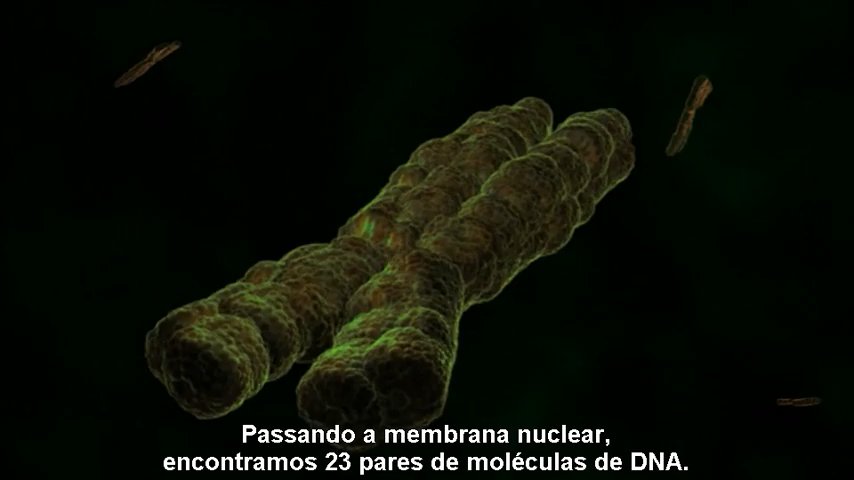 Passando a membrana nuclear,
encontramos 23 pares de moléculas de DNA.